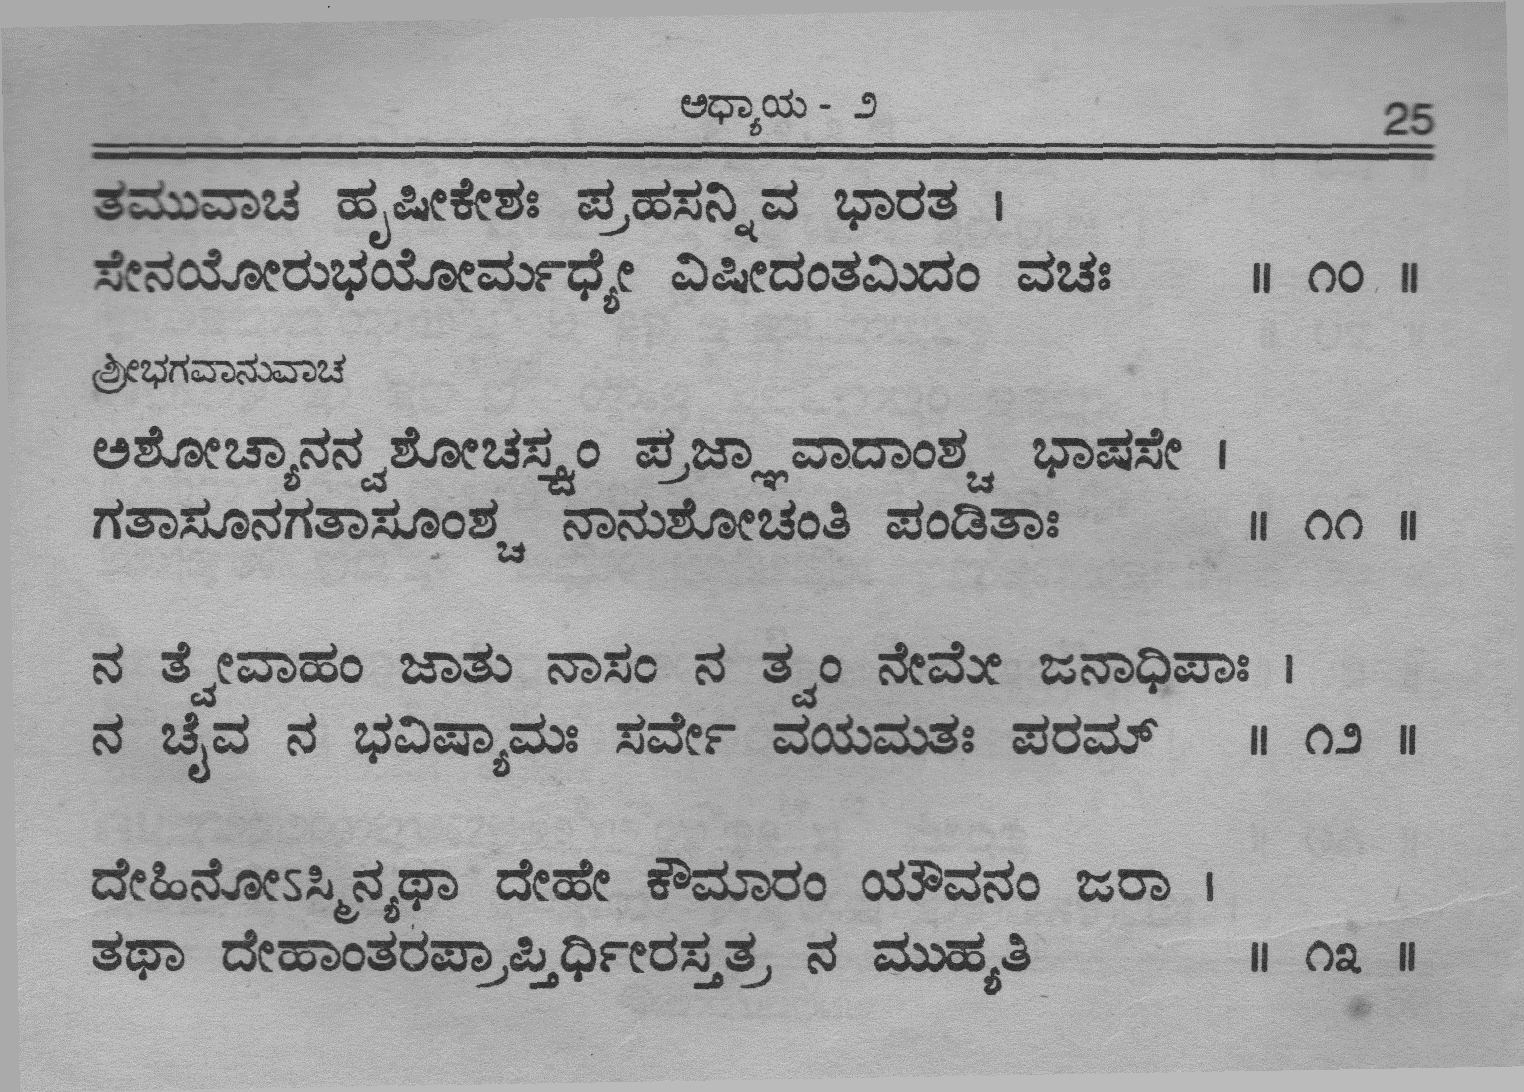 ಅಧ್ಯಾಯ - ೨
25
ತಮುವಾಚ ಹೃಷೀಕೇಶಃ ಪ್ರಹಸನ್ನಿವ ಭಾರತ ।
ಸೇನಯೋರುಭಯೋರ್ಮಧ್ಯೇ ವಿಷೀದಂತಮಿದಂ ವಚಃ ॥ ೧೦ ॥
ಶ್ರೀಭಗವಾನುವಾಚ
ಅಶೋಚ್ಯಾನನ್ವಶೋಚಸ್ತ್ವಂ ಪ್ರಜ್ಞಾವಾದಾಂಶ್ಚ ಭಾಷಸೇ ।
ಗತಾಸೂನಗತಾಸೂಂಶ್ಚ ನಾನುಶೋಚಂತಿ ಪಂಡಿತಾಃ ॥ ೧೧ ॥
ನ ತ್ವೇವಾಹಂ ಜಾತು ನಾಸಂ ನ ತ್ವಂ ನೇಮೇ ಜನಾಧಿಪಾಃ ।
ನ ಚೈವ ನ ಭವಿಷ್ಯಾಮಃ ಸರ್ವೇ ವಯಮತಃ ಪರಮ್ ॥ ೧೨ ॥
ದೇಹಿನೋಽಸ್ಮಿನ್ಯಥಾ ದೇಹೇ ಕೌಮಾರಂ ಯೌವನಂ ಜರಾ ।
ತಥಾ ದೇಹಾಂತರಪ್ರಾಪ್ತಿರ್ಧೀರಸ್ತತ್ರ ನ ಮುಹ್ಯತಿ ॥ ೧೩ ॥